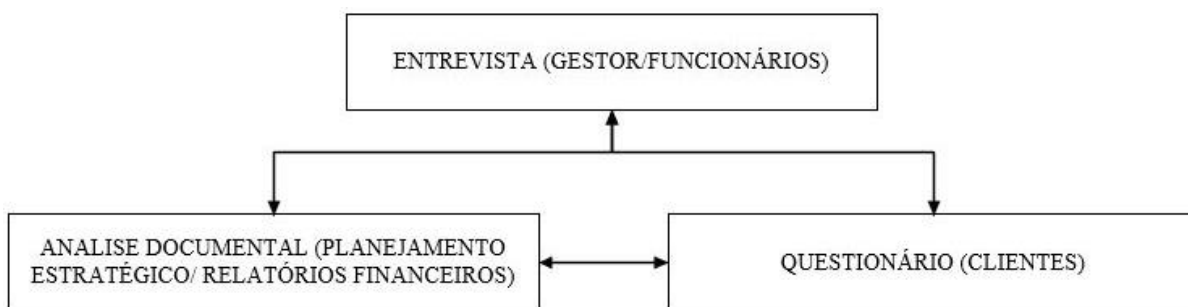 ENTREVISTA (GESTOR/FUNCIONÁRIOS)
ANALISE DOCUMENTAL (PLANEJAMENTO
ESTRATÉGICO/ RELATÓRIOS FINANCEIROS)
QUESTIONÁRIO (CLIENTES)